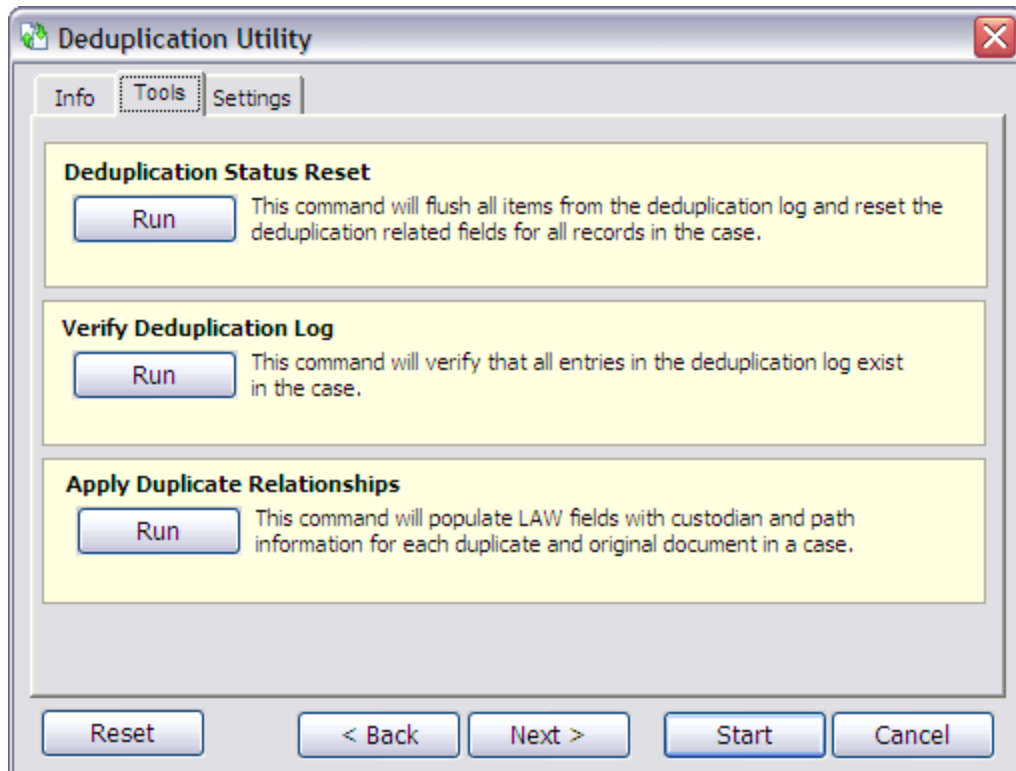 Deduplication Utility
Info
Tools
Settings
Deduplication Status Reset
Run
This command will flush all items from the deduplication log and reset the
deduplication related fields for all records in the case.
Verify Deduplication Log
Run
This command will verify that all entries in the deduplication log exist
in the case.
Apply Duplicate Relationships
Run
This command will populate LAW fields with custodian and path
information for each duplicate and original document in a case.
Reset
< Back
Next >
Start
Cancel